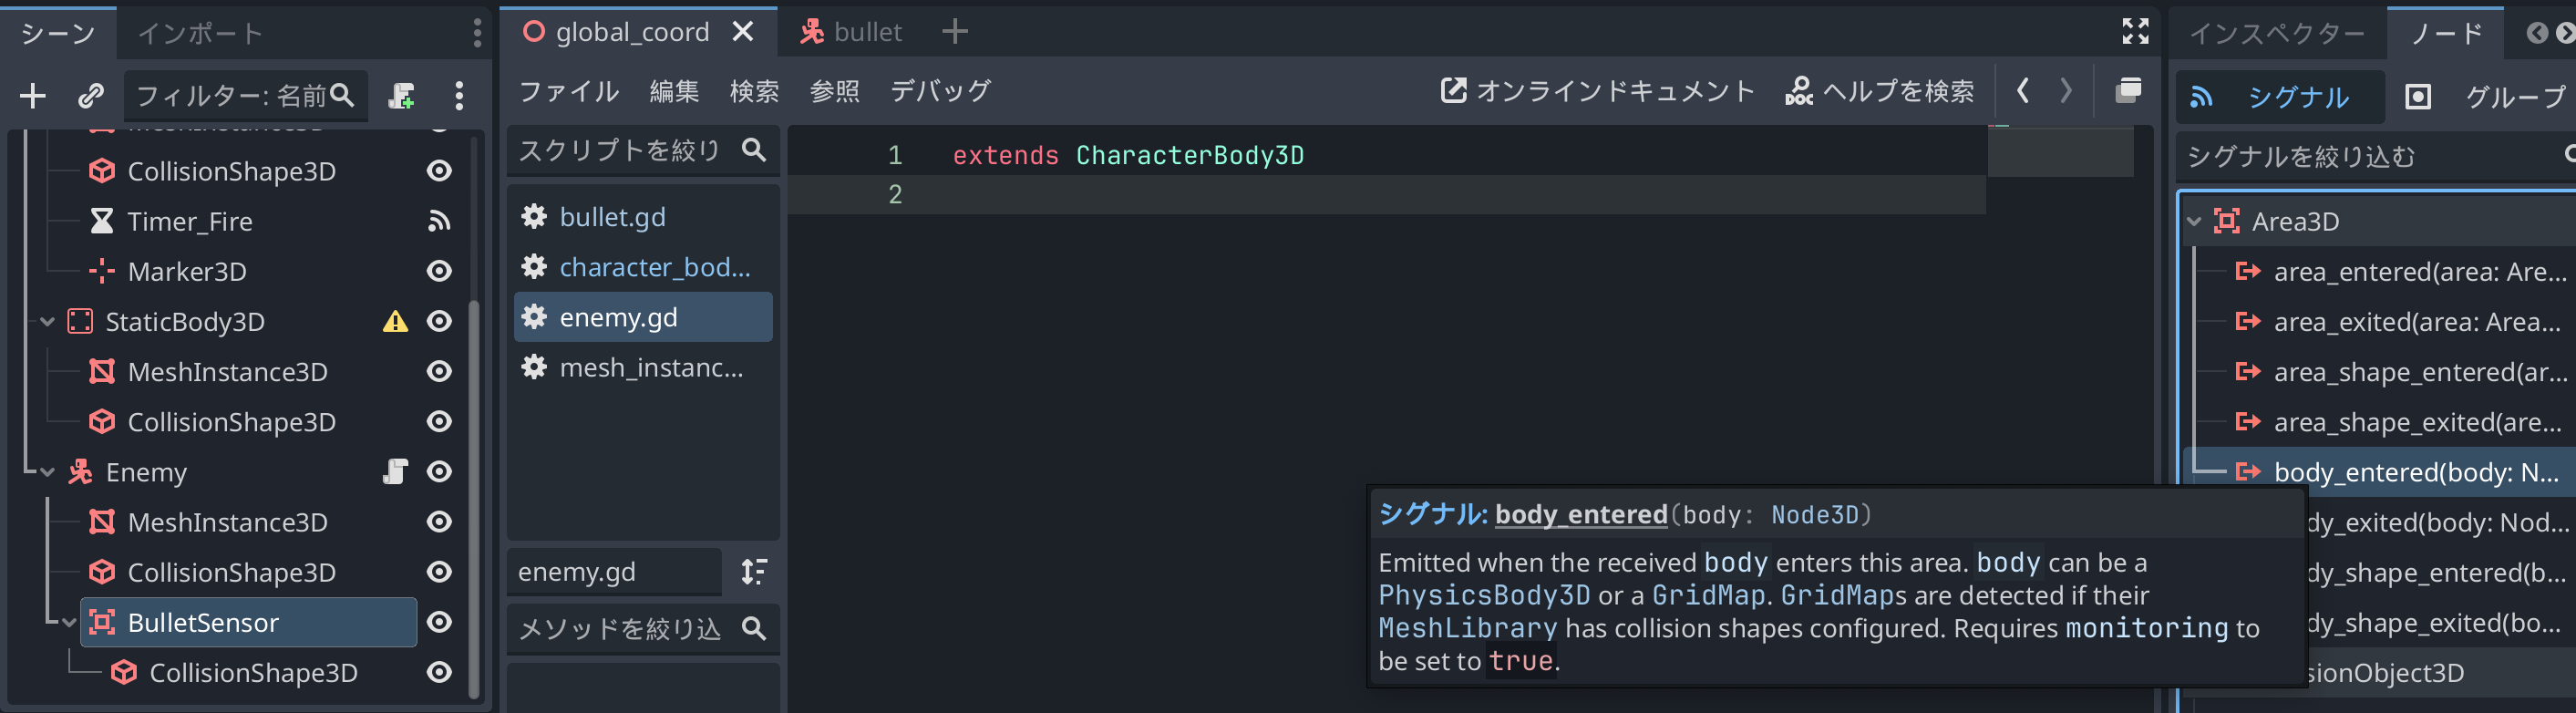 シーン
インポート
フィルター: 名前
MeshInstance3D
CollisionShape3D
Timer_Fire
Marker3D
StaticBody3D
MeshInstance3D
CollisionShape3D
Enemy
MeshInstance3D
CollisionShape3D
BulletSensor
CollisionShape3D
global_coord
bullet
ファイル 編集 検索 参照 デバッグ
オンラインドキュメント
DOC ヘルプを検索
スクリプトを絞り
bullet.gd
character_bod...
enemy.gd
mesh_instanc...
enemy.gd
メソッドを絞り込
1 extends CharacterBody3D
2
シグナル: body_entered(body: Node3D)
Emitted when the received body enters this area. body can be a
PhysicsBody3D or a GridMap. GridMaps are detected if their
MeshLibrary has collision shapes configured. Requires monitoring to
be set to true.
インスペクター
ノード
シグナル
グループ
シグナルを絞り込む
Area3D
area_entered(area: Are...
area_exited(area: Area...
area_shape_entered(ar...
area_shape_exited(are...
body_entered(body: N...
dy_exited(body: Nod...
dy_shape_entered(b...
dy_shape_exited(bo...
sionObject3D